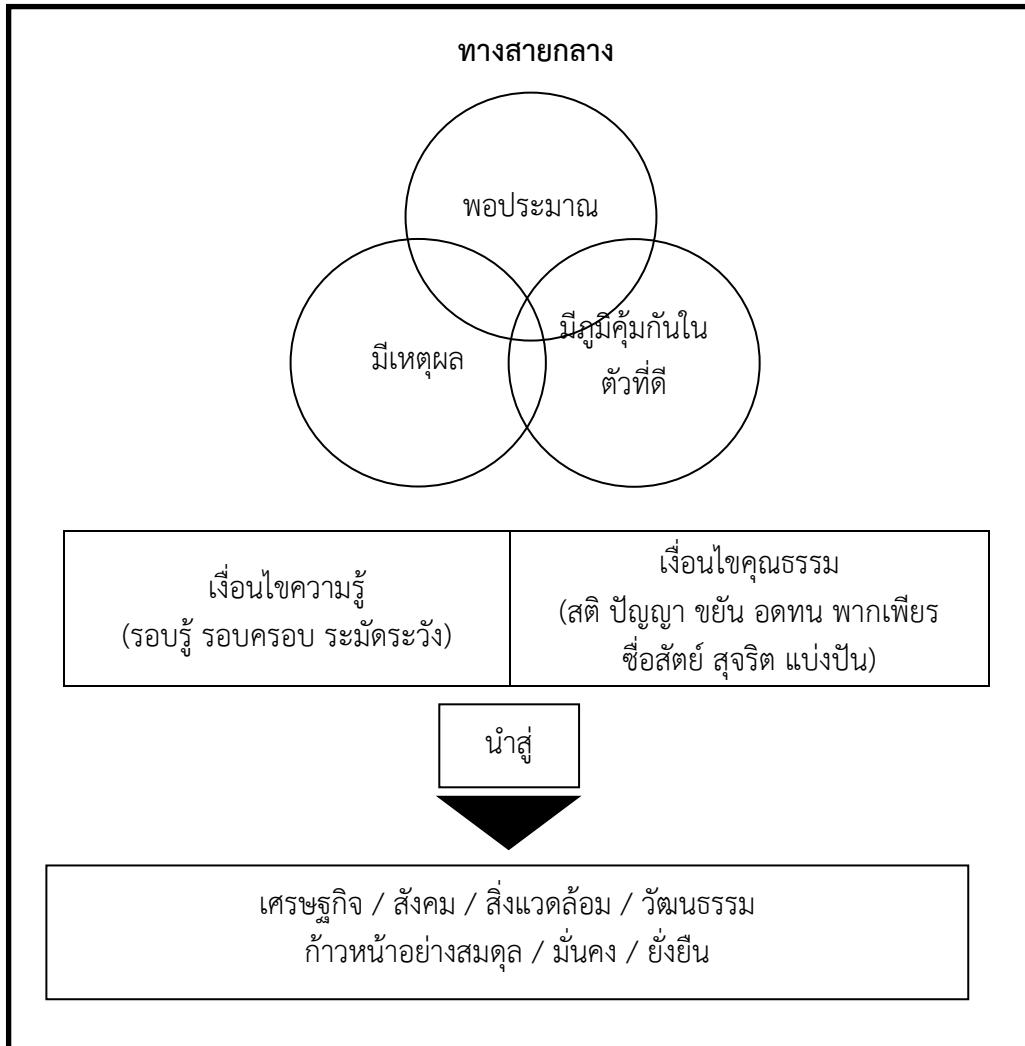 ทางสายกลาง
พอประมาณ
มีเหตุผล
มีภูมิคุ้มกันใน
ตัวที่ดี
เงื่อนไขความรู้
(รอบรู้ รอบครอบ ระมัดระวัง)
เงื่อนไขคุณธรรม
(สติ ปัญญา ขยัน อดทน พากเพียร
ซื่อสัตย์ สุจริต แบ่งปัน)
นำสู่
เศรษฐกิจ / สังคม / สิ่งแวดล้อม / วัฒนธรรม
ก้าวหน้าอย่างสมดุล / มั่นคง / ยั่งยืน